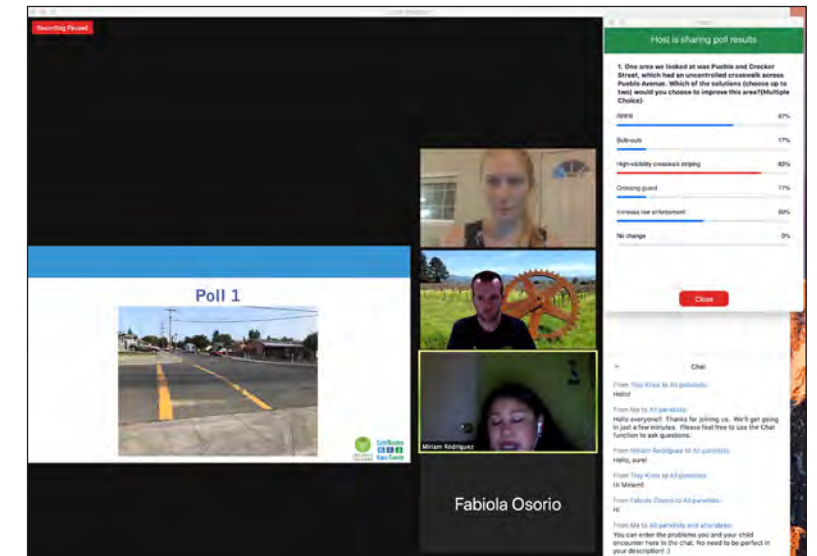 Recording Paused
Host is sharing poll results
1. One area we looked at was Pueblo and Crocker
Street, which had an uncontrolled crosswalk across
Pueblo Avenue. Which of the solutions (choose up to
two) would you choose to improve this area?(Multiple
Choice)
RRFB 67%
Bulb-outs 17%
High-visibility crosswalk striping 83%
Crossing guard 17%
Increase law enforcement 50%
No change 0%
Close
Poll 1
Miriam Rodriguez
Fabiola Osorio
Chat
From Trey Knox to All panelists:
Hello!
From Me to All panelists:
Hello everyone!! Thanks for joining us. We'll get going
in just a few minutes. Please feel free to use the Chat
function to ask questions.
From Miriam Rodriguez to All panelists:
Hello, sure!
From Trey Knox to All panelists:
Hi Miriam!!
From Fabiola Osorio to All panelists:
Hi
From Me to All panelists and attendees:
You can enter the problems you and your child
encounter here in the chat. No need to be perfect in
your description! :)